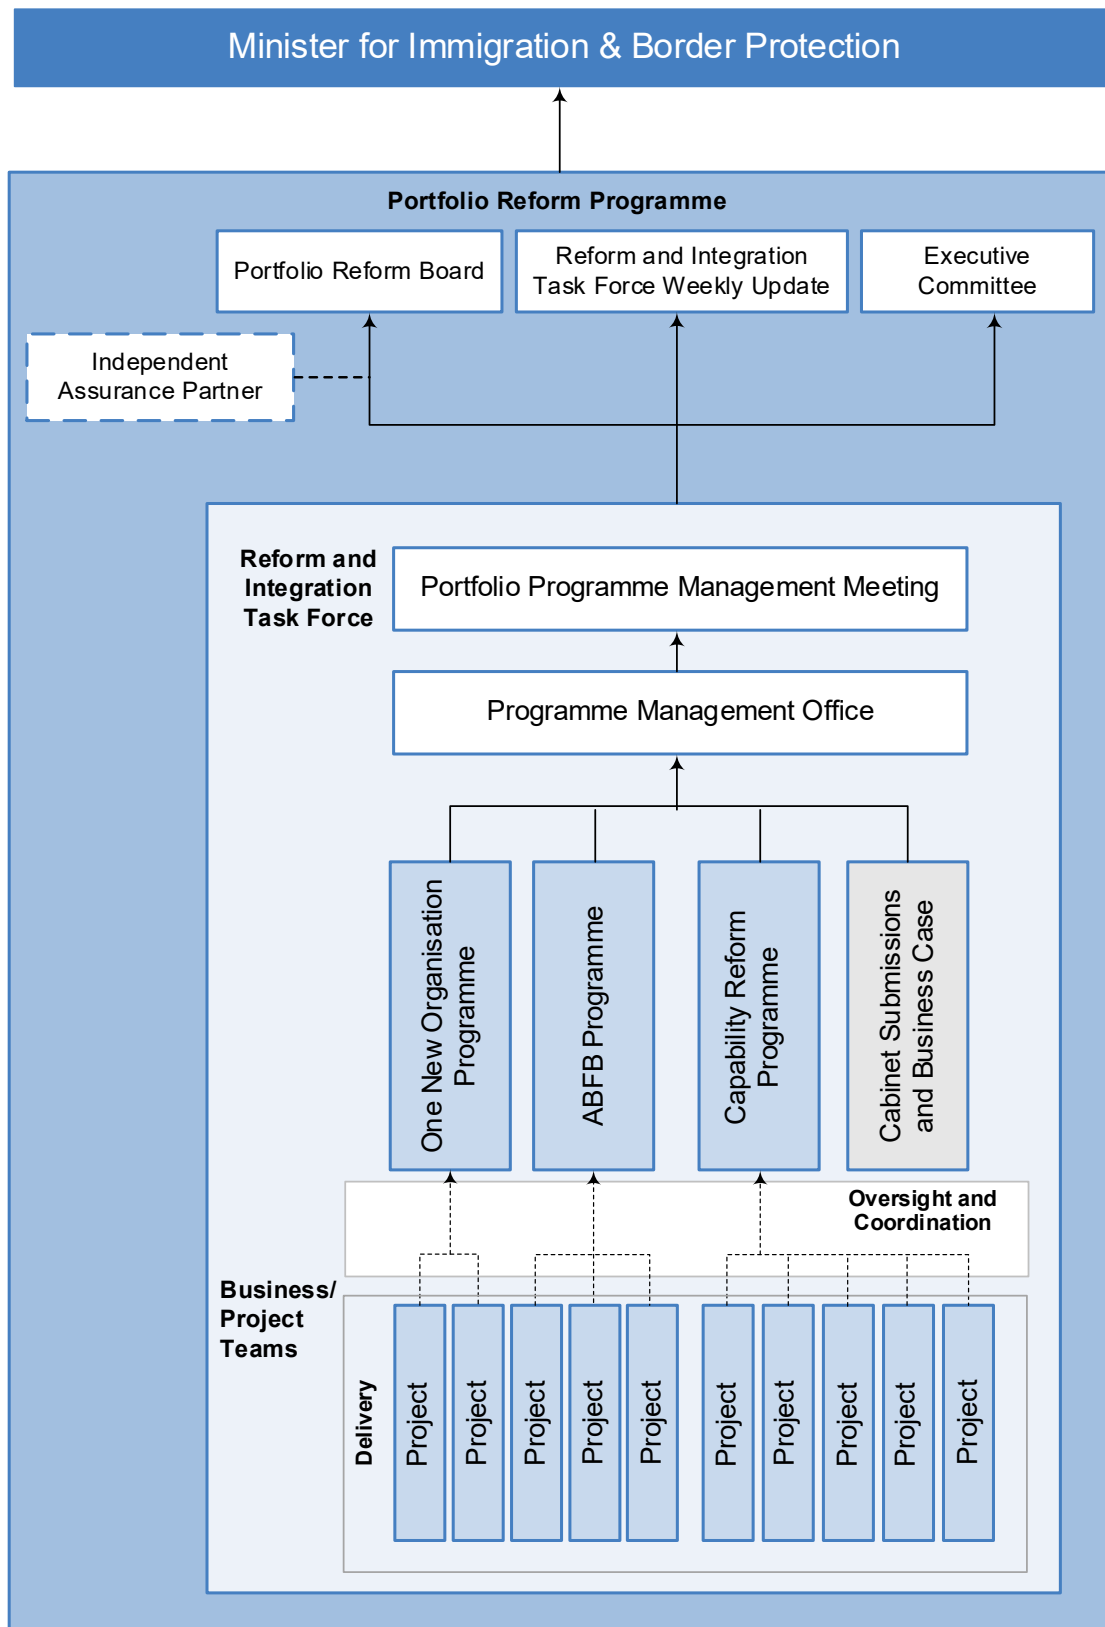 Minister for Immigration & Border Protection
Portfolio Reform Programme
Portfolio Reform Board
Reform and Integration
Task Force Weekly Update
Executive
Committee
Independent
Assurance Partner
Reform and
Integration
Task Force
Portfolio Programme Management Meeting
Programme Management Office
One New Organisation
Programme
ABFB Programme
Capability Reform
Programme
Cabinet Submissions
and Business Case
Oversight and
Coordination
Business/
Project
Teams
Delivery
Project
Project
Project
Project
Project
Project
Project
Project
Project
Project